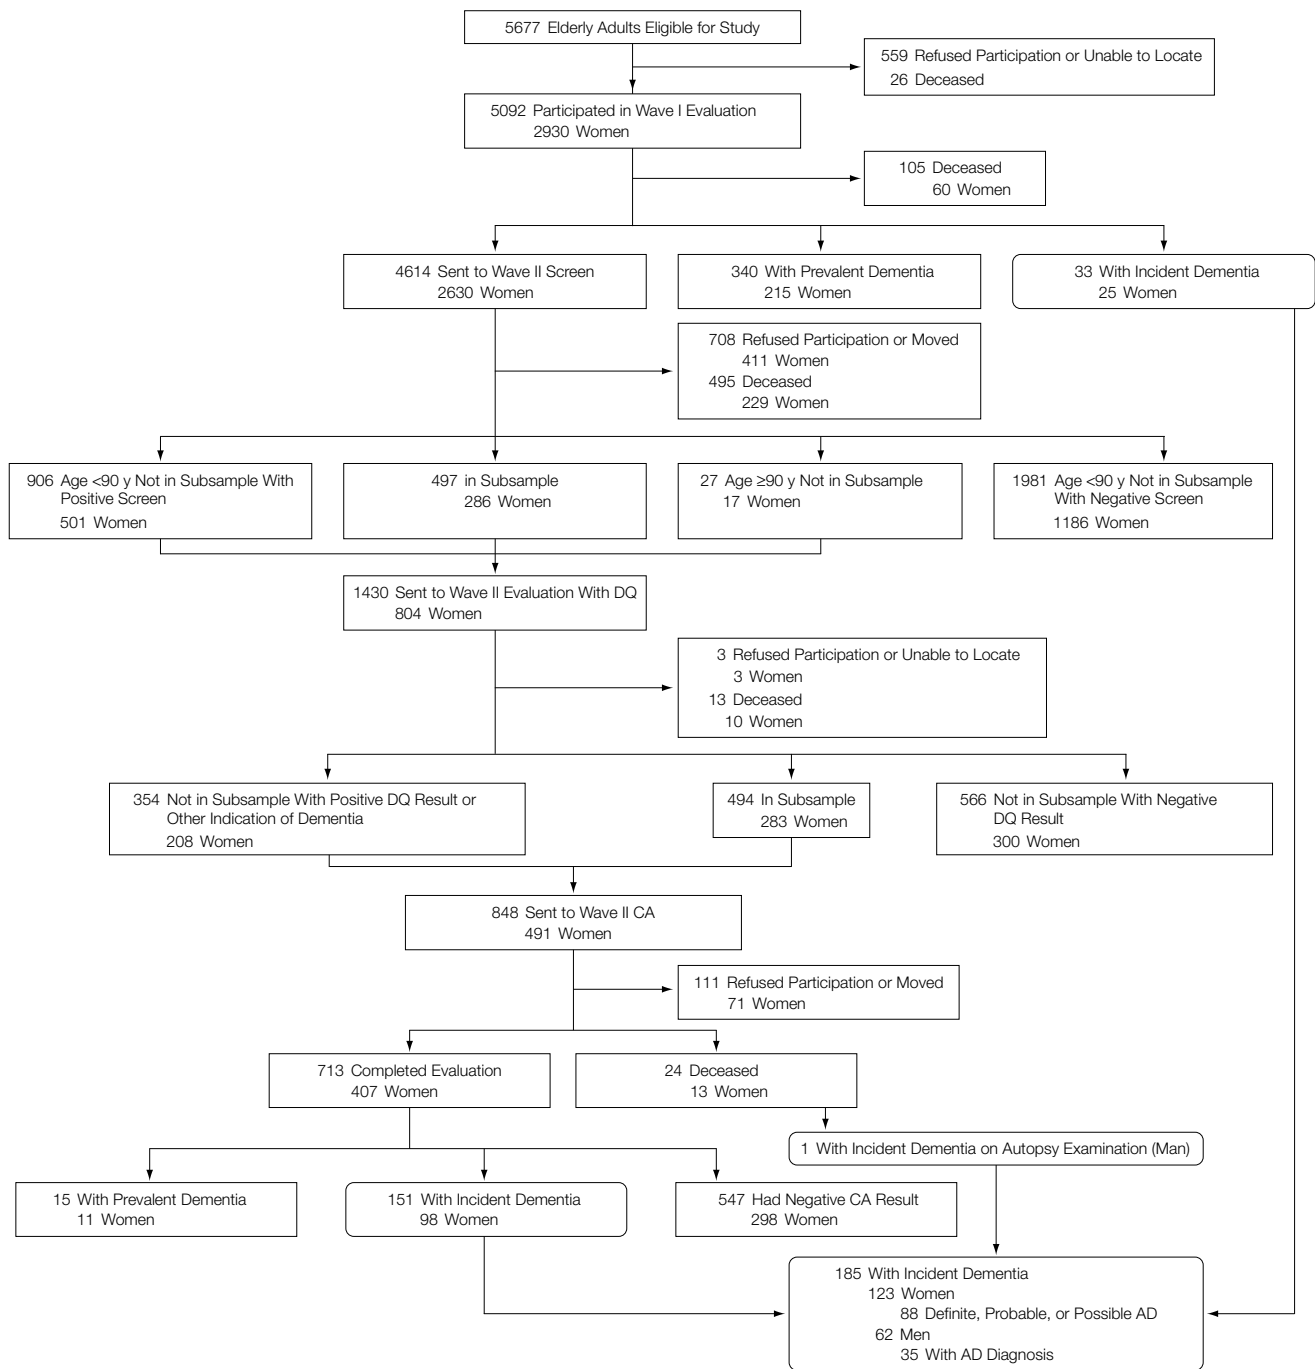 5677 Elderly Adults Eligible for Study
559 Refused Participation or Unable to Locate
26 Deceased
5092 Participated in Wave I Evaluation
2930 Women
105 Deceased
60 Women
4614 Sent to Wave II Screen
2630 Women
340 With Prevalent Dementia
215 Women
33 With Incident Dementia
25 Women
708 Refused Participation or Moved
411 Women
495 Deceased
229 Women
906 Age <90 y Not in Subsample With
Positive Screen
501 Women
497 in Subsample
286 Women
27 Age ≥90 y Not in Subsample
17 Women
1981 Age <90 y Not in Subsample
With Negative Screen
1186 Women
1430 Sent to Wave II Evaluation With DQ
804 Women
3 Refused Participation or Unable to Locate
3 Women
13 Deceased
10 Women
354 Not in Subsample With Positive DQ Result or
Other Indication of Dementia
208 Women
494 In Subsample
283 Women
566 Not in Subsample With Negative
DQ Result
300 Women
848 Sent to Wave II CA
491 Women
111 Refused Participation or Moved
71 Women
713 Completed Evaluation
407 Women
24 Deceased
13 Women
1 With Incident Dementia on Autopsy Examination (Man)
15 With Prevalent Dementia
11 Women
151 With Incident Dementia
98 Women
547 Had Negative CA Result
298 Women
185 With Incident Dementia
123 Women
88 Definite, Probable, or Possible AD
62 Men
35 With AD Diagnosis